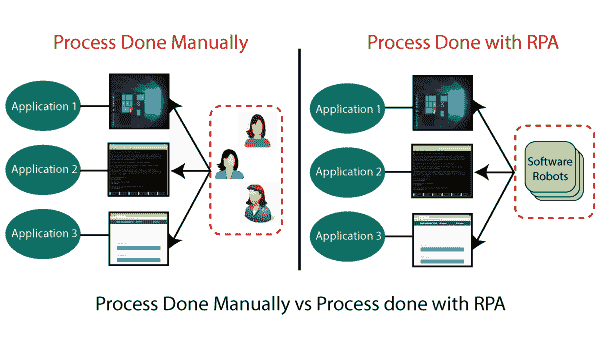 Process Done Manually
Application 1
Application 2
Application 3
Process Done with RPA
Application 1
Application 2
Application 3
Software
Robots
Process Done Manually vs Process done with RPA